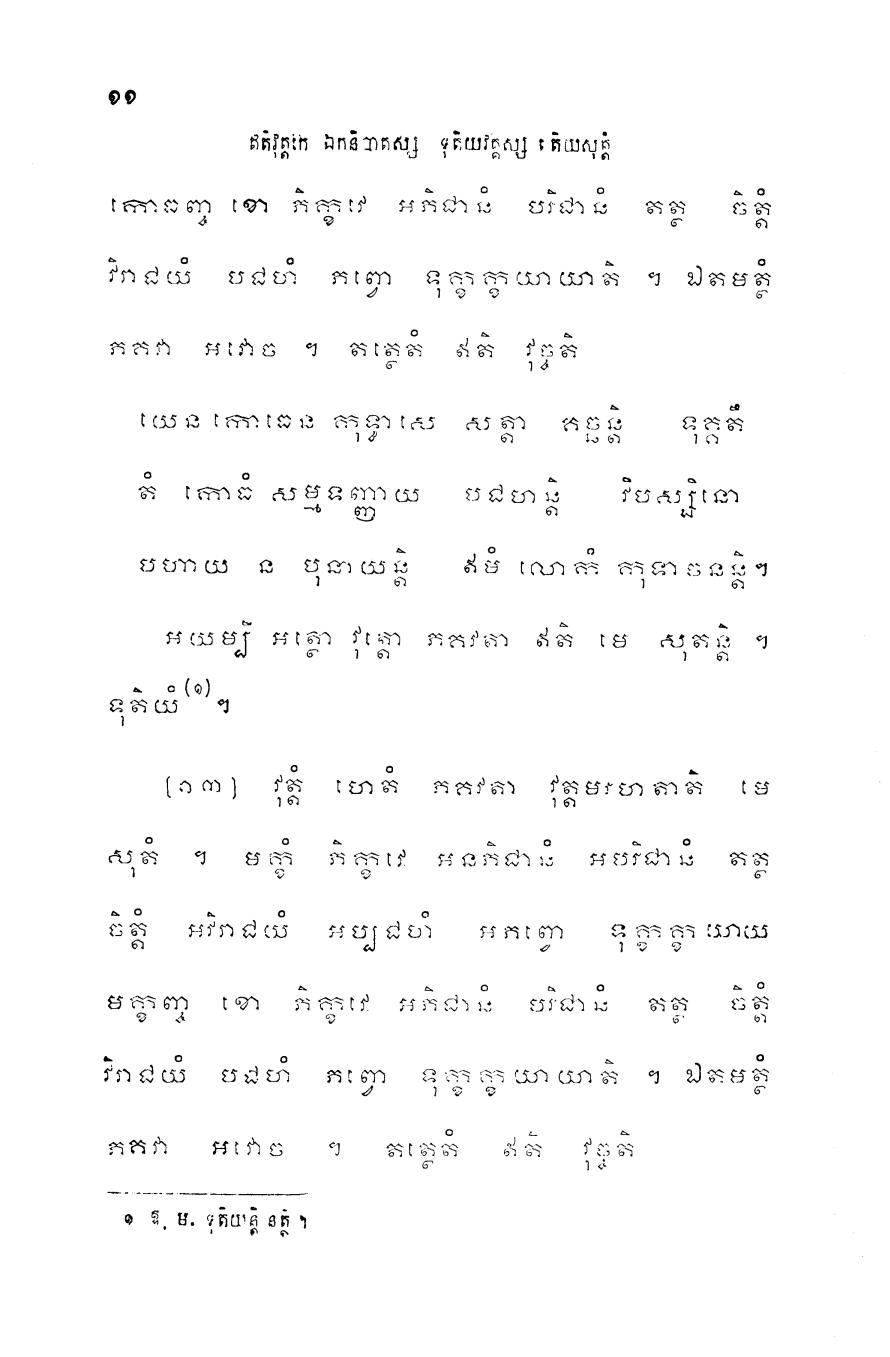 ១១
ឥតិវុត្តកេ ឯកនិបាតស្ស ទុតិយវគ្គស្ស តតិយសុត្តំ
កោធញ្ច ខោ ភិក្ខវេ អភិជានំ បរិជានំ តត្ថ ចិត្តំ
វិរាជយំ បជហំ ភព្វោ ទុក្ខក្ខយាយាតិ ។ ឯតមត្ថំ
ភគវា អវោច ។ តត្ថេតំ ឥតិ វុច្ចតិ
យេន កោធេន កុទ្ធាសេ សត្តា គច្ឆន្តិ ទុគ្គតឹ
តំ កោធំ សម្មទញ្ញាយ បជហន្តិ វិបស្សិនោ
បហាយ ន បុនាយន្តិ ឥមំ លោកំ កុទាចនន្តិ។
អយម្បិ អត្ថោ វុត្តោ ភគវតា ឥតិ មេ សុតន្តិ ។
ទុតិយំ(១) ។
[១៣] វុត្តំ ហេតំ ភគវតា វុត្តមរហតាតិ មេ
សុតំ ។ មក្ខំ ភិក្ខវេ អនភិជានំ អបរិជានំ តត្ថ
ចិត្តំ អវិរាជយំ អប្បជហំ អភព្វោ ទុក្ខក្ខយាយ
មក្ខញ្ច ខោ ភិក្ខវេ អភិជានំ បរិជានំ តត្ថ ចិត្តំ
វិរាជយំ បជហំ ភព្វោ ទុក្ខក្ខយាយាតិ ។ ឯតមត្ថំ
ភគវា អវោច ។ តត្ថេតំ ឥតិ វុច្ចតិ
១ ឱ. ម. ទុតិយន្តិ នត្ថិ ។